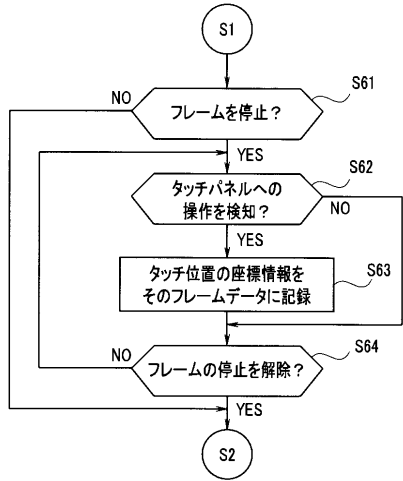 S1
NO
フレームを停止？
S61
YES
タッチパネルへの
操作を検知？
S62
NO
YES
タッチ位置の座標情報を
そのフレームデータに記録
S63
NO
フレームの停止を解除？
S64
YES
S2